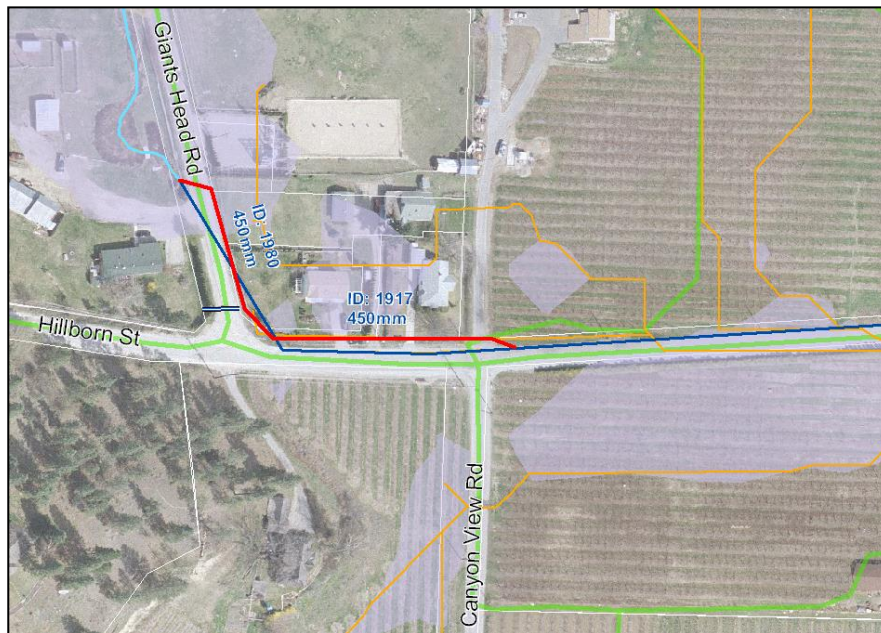 Giants Head Rd
ID: 1980
450mm
ID: 1917
450mm
Hillborn St
Canyon View Rd